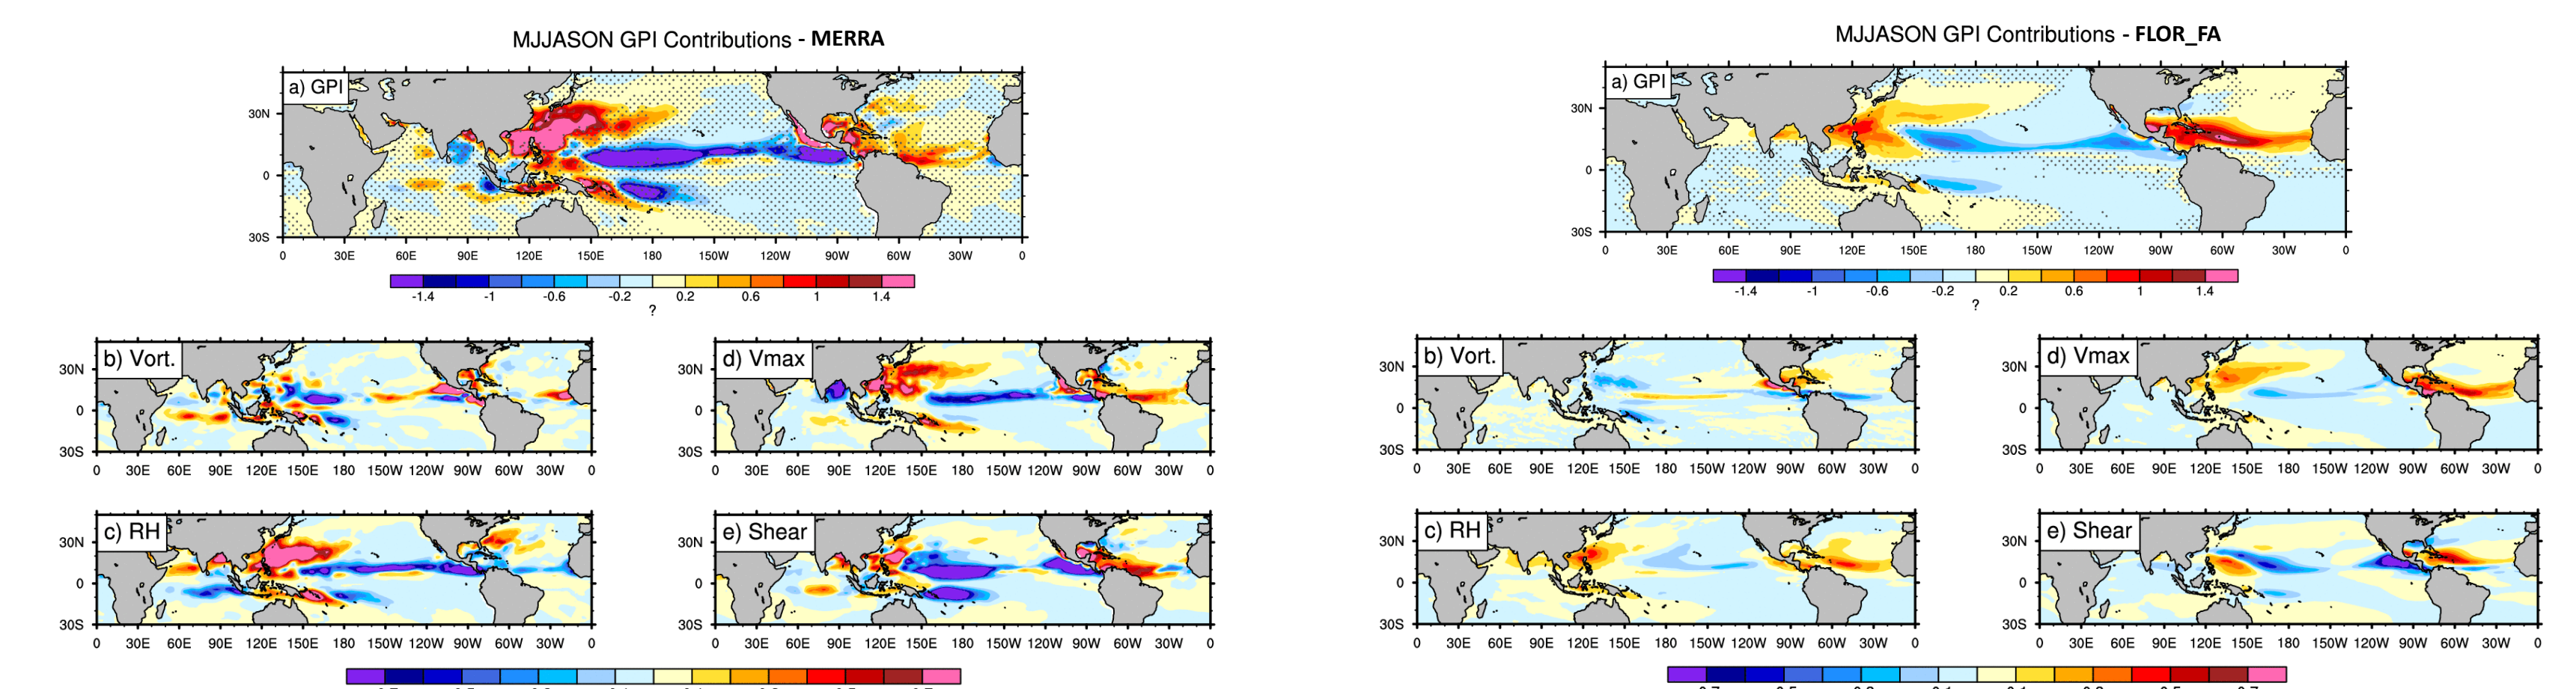 MJJASON GPI Contributions - MERRA
a) GPI
30N
0
30S
0 30E 60E 90E 120E 150E 180 150W 120W 90W 60W 30W 0
-1.4 -1 -0.6 -0.2 0.2 0.6 1 1.4
?
b) Vort.
30N
0
30S
0 30E 60E 90E 120E 150E 180 150W 120W 90W 60W 30W 0
d) Vmax
30N
0
30S
0 30E 60E 90E 120E 150E 180 150W 120W 90W 60W 30W 0
c) RH
30N
0
30S
0 30E 60E 90E 120E 150E 180 150W 120W 90W 60W 30W 0
e) Shear
30N
0
30S
0 30E 60E 90E 120E 150E 180 150W 120W 90W 60W 30W 0
MJJASON GPI Contributions - FLOR_FA
a) GPI
30N
0
30S
0 30E 60E 90E 120E 150E 180 150W 120W 90W 60W 30W 0
-1.4 -1 -0.6 -0.2 0.2 0.6 1 1.4
?
b) Vort.
30N
0
30S
0 30E 60E 90E 120E 150E 180 150W 120W 90W 60W 30W 0
d) Vmax
30N
0
30S
0 30E 60E 90E 120E 150E 180 150W 120W 90W 60W 30W 0
c) RH
30N
0
30S
0 30E 60E 90E 120E 150E 180 150W 120W 90W 60W 30W 0
e) Shear
30N
0
30S
0 30E 60E 90E 120E 150E 180 150W 120W 90W 60W 30W 0